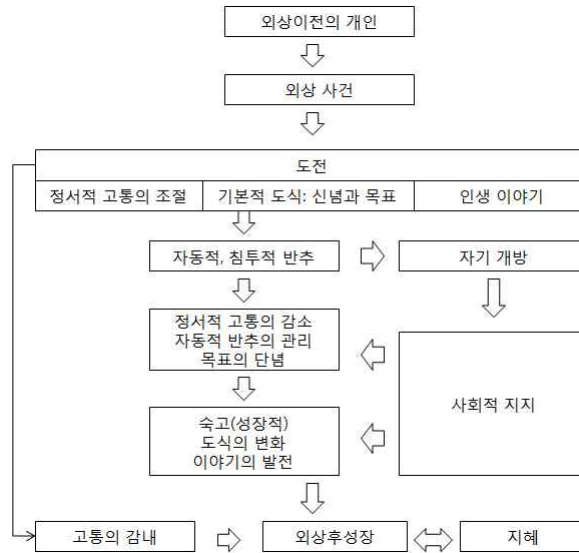 외상이전의 개인
외상 사건
도전
정서적 고통의 조절
기본적 도식: 신념과 목표
인생 이야기
자동적, 침투적 반추
자기 개방
정서적 고통의 감소
자동적 반추의 관리
목표의 단념
사회적 지지
숙고(성장적)
도식의 변화
이야기의 발전
고통의 감내
외상후성장
지혜